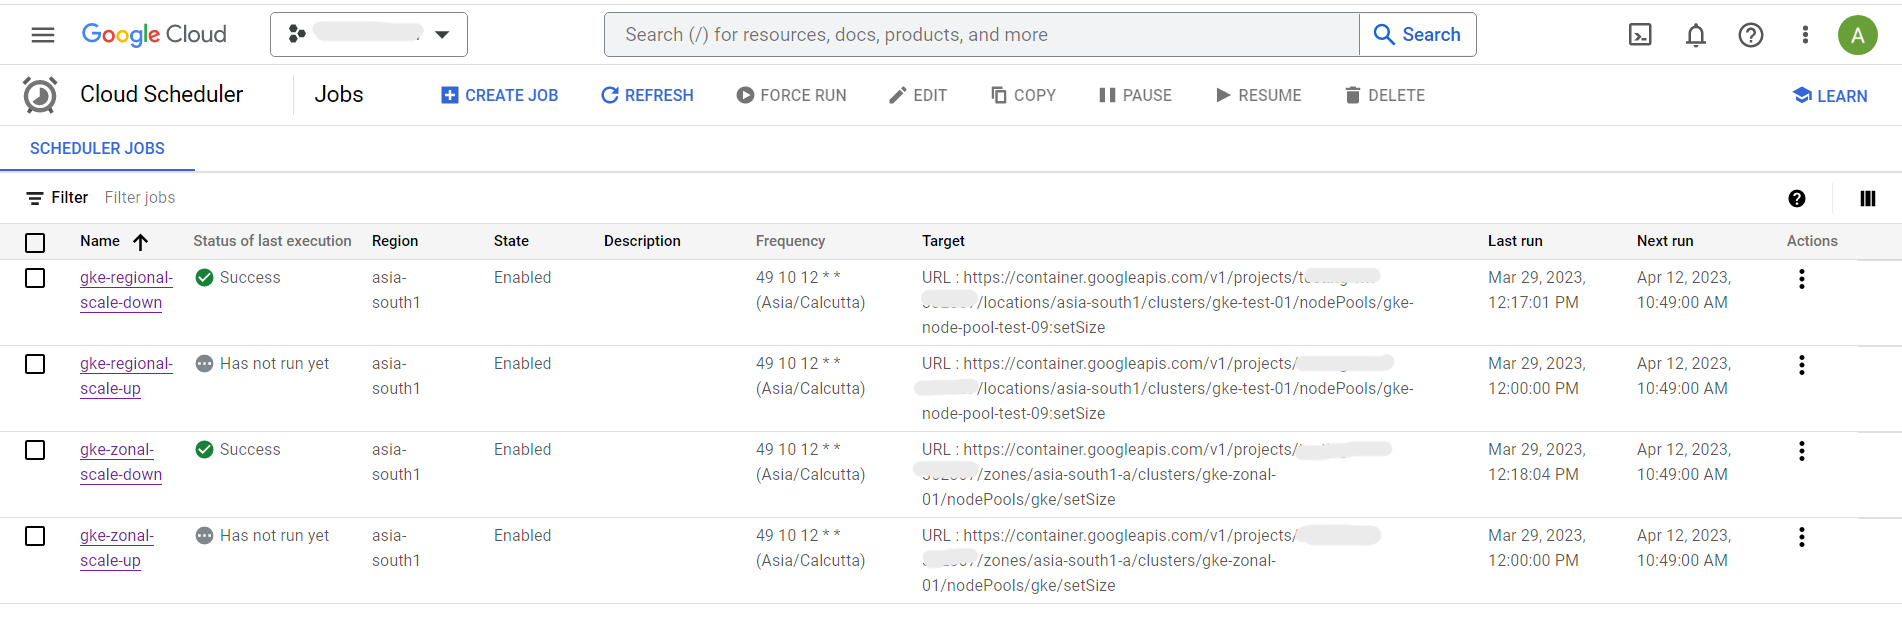 Google Cloud
Search (/) for resources, docs, products, and more
Search
A
Cloud Scheduler
Jobs
CREATE JOB
REFRESH
FORCE RUN
EDIT
COPY
PAUSE
RESUME
DELETE
LEARN
SCHEDULER JOBS
Filter Filter jobs
Name Status of last execution Region State Description Frequency Target Last run Next run Actions
gke-regional- Success asia- Enabled 49 10 12 * * URL : https://container.googleapis.com/v1/projects/ Mar 29, 2023, Apr 12, 2023,
scale-down south1 (Asia/Calcutta) /locations/asia-south1/clusters/gke-test-01/nodePools/gke- 12:17:01 PM 10:49:00 AM
node-pool-test-09:setSize
gke-regional- Has not run yet asia- Enabled 49 10 12 * * URL : https://container.googleapis.com/v1/projects/ Mar 29, 2023, Apr 12, 2023,
scale-up south1 (Asia/Calcutta) /locations/asia-south1/clusters/gke-test-01/nodePools/gke- 12:00:00 PM 10:49:00 AM
node-pool-test-09:setSize
gke-zonal- Success asia- Enabled 49 10 12 * * URL : https://container.googleapis.com/v1/projects/ Mar 29, 2023, Apr 12, 2023,
scale-down south1 (Asia/Calcutta) /zones/asia-south1-a/clusters/gke-zonal- 12:18:04 PM 10:49:00 AM
01/nodePools/gke/setSize
gke-zonal- Has not run yet asia- Enabled 49 10 12 * * URL : https://container.googleapis.com/v1/projects/ Mar 29, 2023, Apr 12, 2023,
scale-up south1 (Asia/Calcutta) /zones/asia-south1-a/clusters/gke-zonal- 12:00:00 PM 10:49:00 AM
01/nodePools/gke/setSize